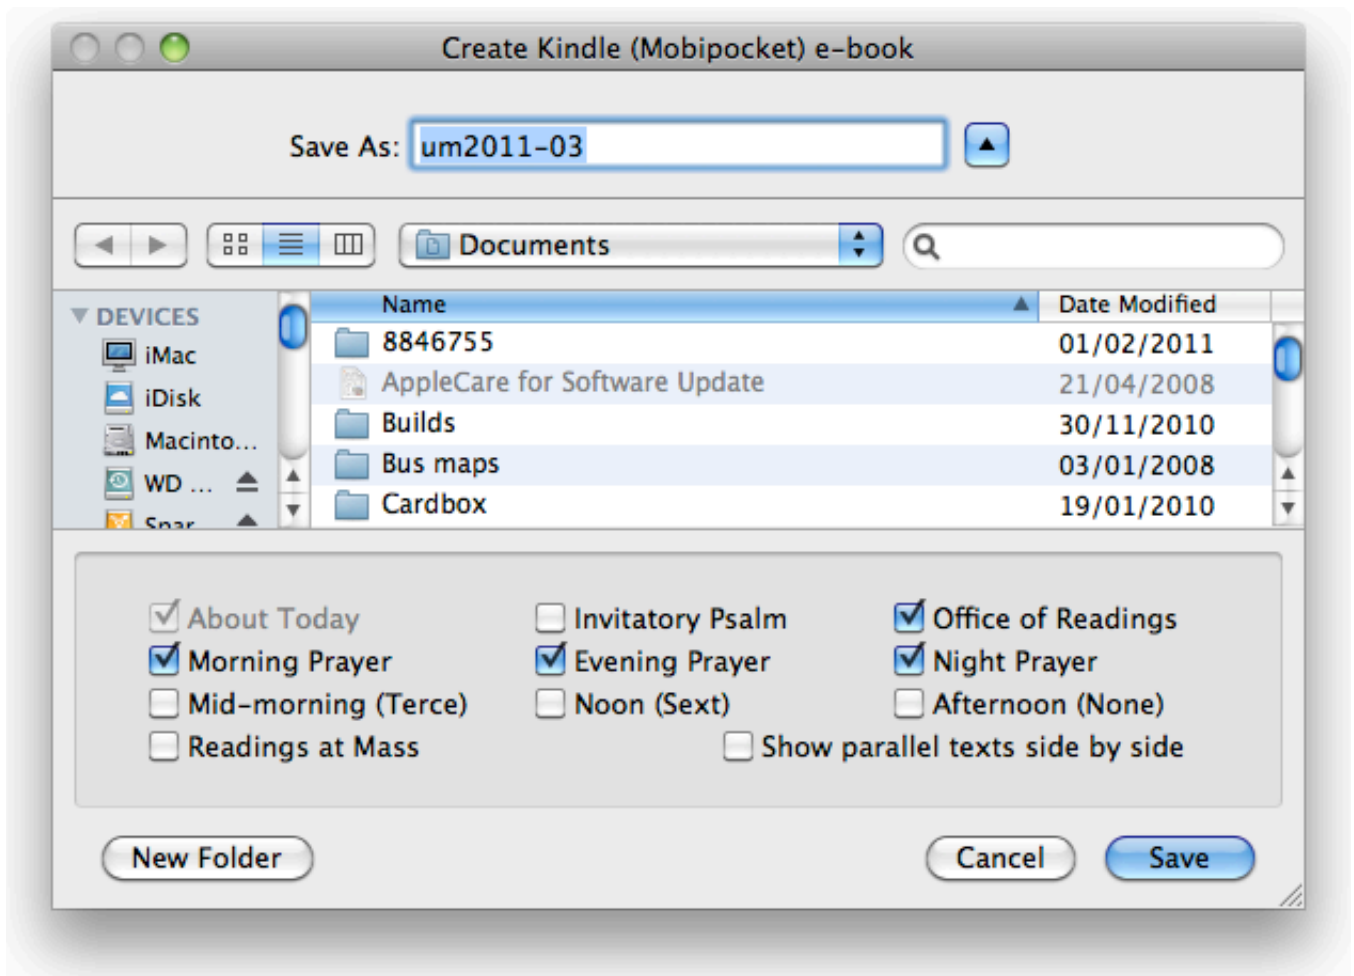 Create Kindle (Mobipocket) e-book
Save As: um2011-03
Documents
DEVICES
iMac
iDisk
Macinto...
WD ...
Name Date Modified
8846755 01/02/2011
AppleCare for Software Update 21/04/2008
Builds 30/11/2010
Bus maps 03/01/2008
Cardbox 19/01/2010
About Today Invitatory Psalm Office of Readings
Morning Prayer Evening Prayer Night Prayer
Mid-morning (Terce) Noon (Sext) Afternoon (None)
Readings at Mass Show parallel texts side by side
New Folder Cancel Save